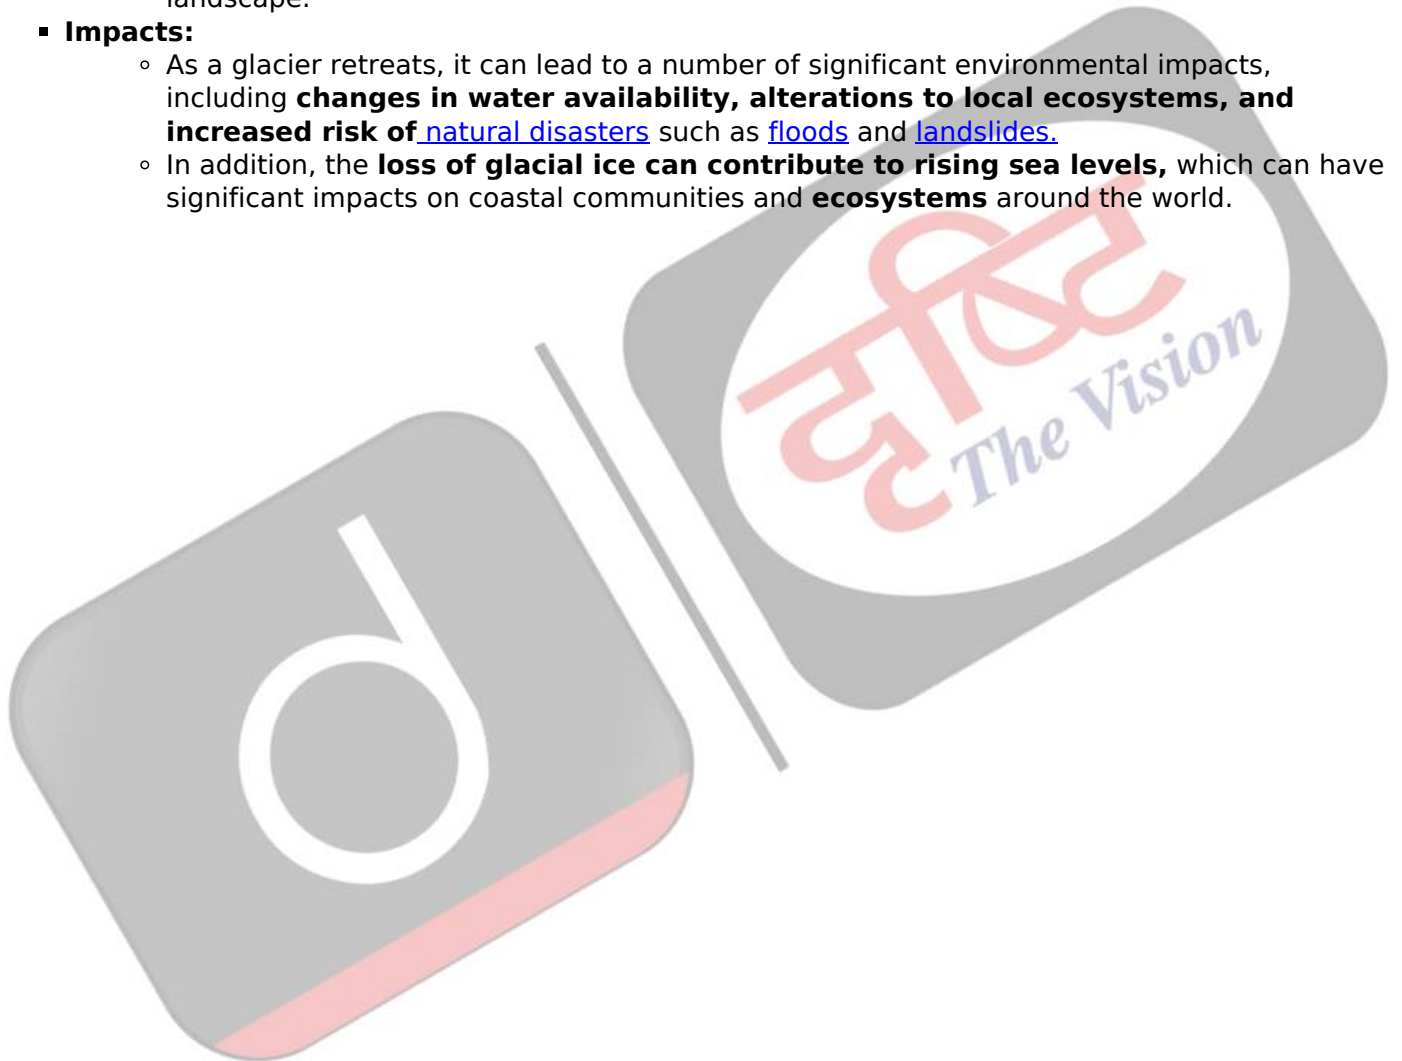 landscape.
▪ Impacts:
◦ As a glacier retreats, it can lead to a number of significant environmental impacts,
including changes in water availability, alterations to local ecosystems, and
increased risk of natural disasters such as floods and landslides.
◦ In addition, the loss of glacial ice can contribute to rising sea levels, which can have
significant impacts on coastal communities and ecosystems around the world.
दृष्टि
The Vision
d